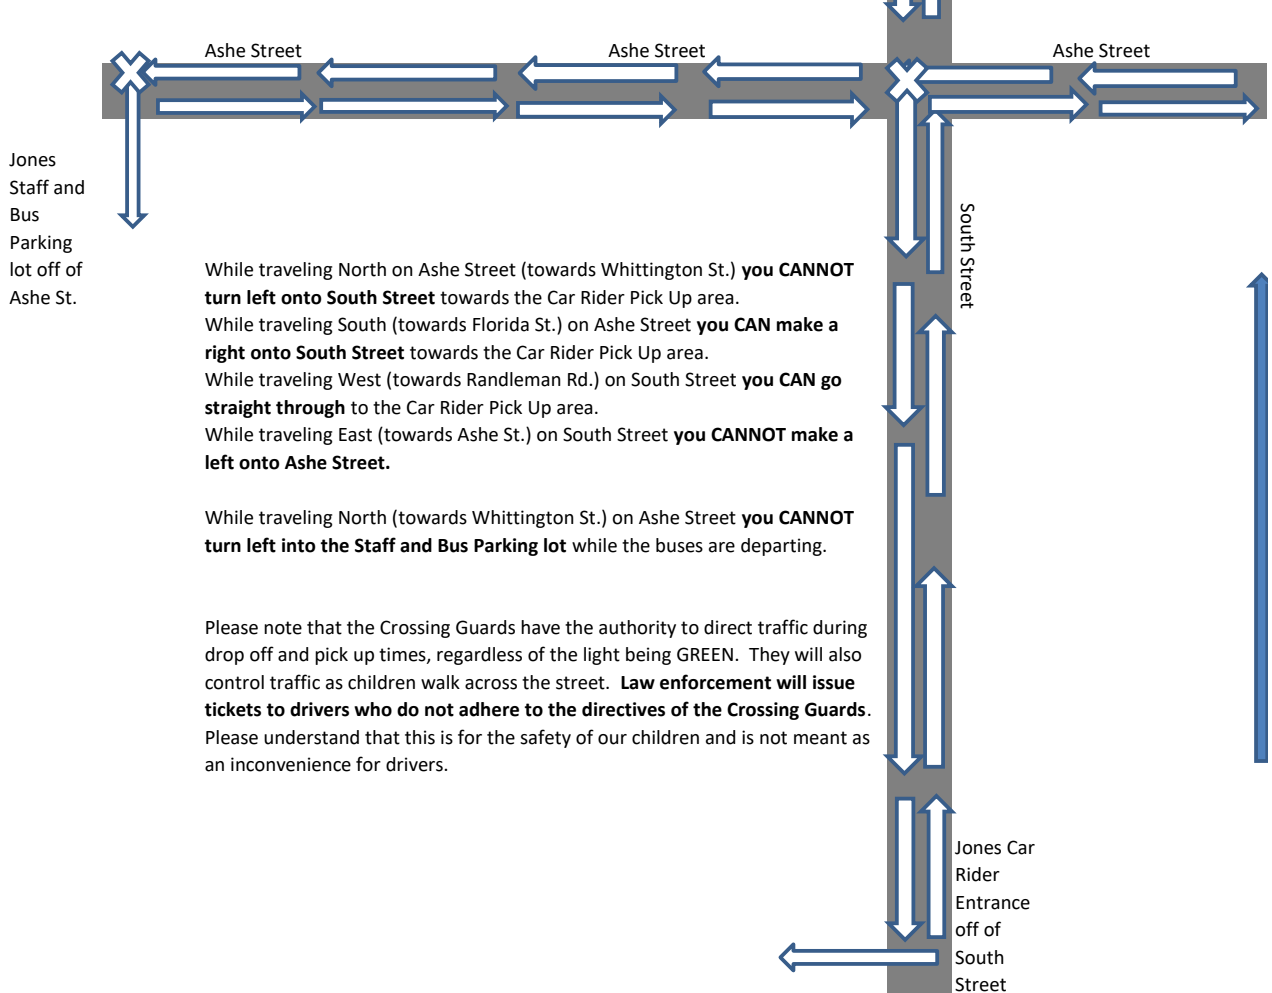 Ashe Street
Ashe Street
Ashe Street
Jones
Staff and
Bus
Parking
lot off of
Ashe St.
South Street
While traveling North on Ashe Street (towards Whittington St.) you CANNOT
turn left onto South Street towards the Car Rider Pick Up area.
While traveling South (towards Florida St.) on Ashe Street you CAN make a
right onto South Street towards the Car Rider Pick Up area.
While traveling West (towards Randleman Rd.) on South Street you CAN go
straight through to the Car Rider Pick Up area.
While traveling East (towards Ashe St.) on South Street you CANNOT make a
left onto Ashe Street.
While traveling North (towards Whittington St.) on Ashe Street you CANNOT
turn left into the Staff and Bus Parking lot while the buses are departing.
Please note that the Crossing Guards have the authority to direct traffic during
drop off and pick up times, regardless of the light being GREEN.  They will also
control traffic as children walk across the street.  Law enforcement will issue
tickets to drivers who do not adhere to the directives of the Crossing Guards.
Please understand that this is for the safety of our children and is not meant as
an inconvenience for drivers.
Jones Car
Rider
Entrance
off of
South
Street